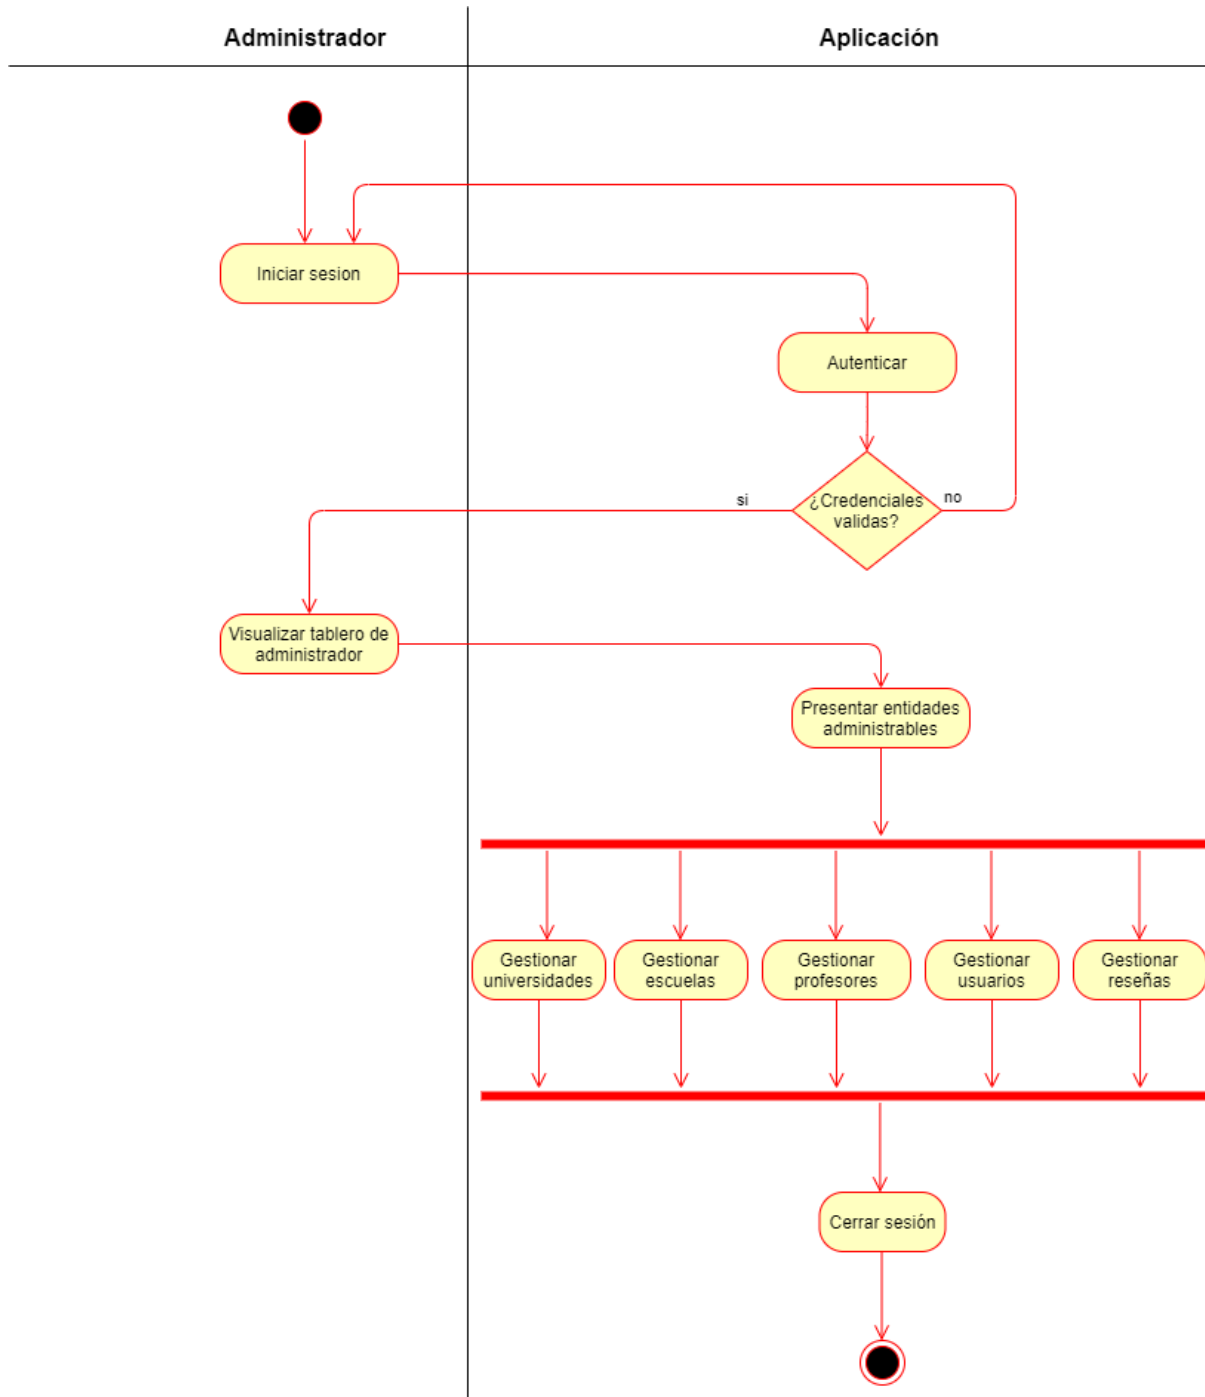 Administrador
Aplicación
Iniciar sesion
Autenticar
¿Credenciales
validas?
si
no
Visualizar tablero de
administrador
Presentar entidades
administrables
Gestionar
universidades
Gestionar
escuelas
Gestionar
profesores
Gestionar
usuarios
Gestionar
reseñas
Cerrar sesión